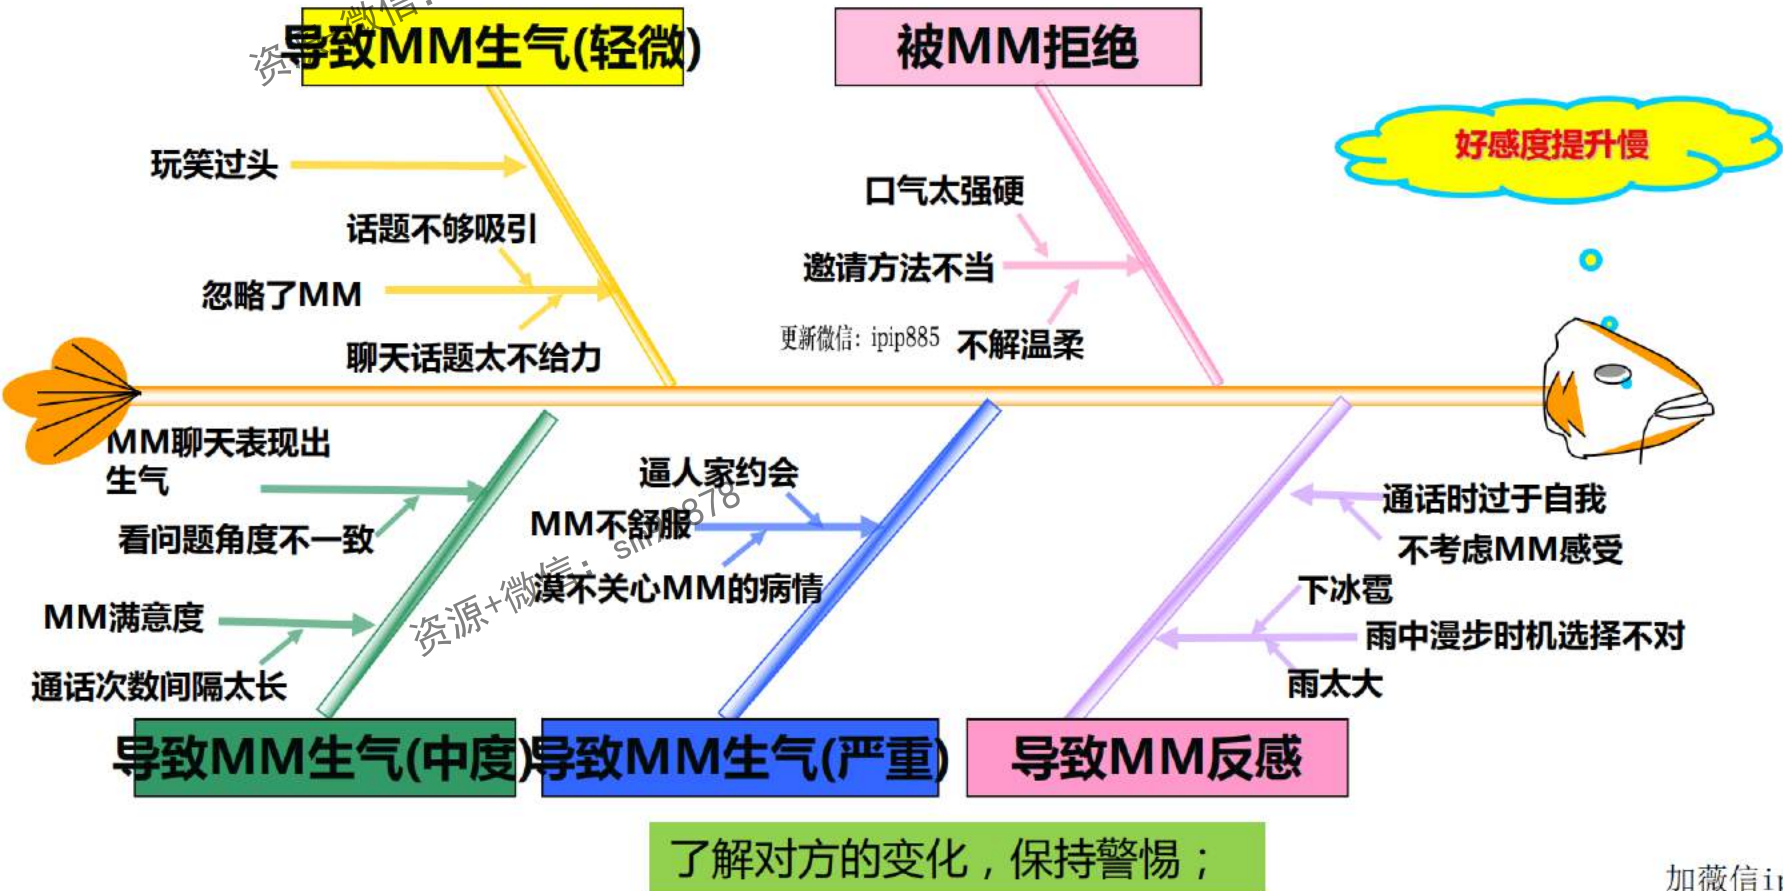 资源+微信:
导致MM生气(轻微)
被MM拒绝
好感度提升慢
玩笑过头
口气太强硬
话题不够吸引
邀请方法不当
忽略了MM
更新微信: ipip885
不解温柔
聊天话题太不给力
MM聊天表现出
生气
逼人家约会
通话时过于自我
MM不舒服
看问题角度不一致
不考虑MM感受
漠不关心MM的病情
下冰雹
MM满意度
雨中漫步时机选择不对
通话次数间隔太长
雨太大
导致MM生气(中度)
导致MM生气(严重)
导致MM反感
了解对方的变化，保持警惕；
加薇信